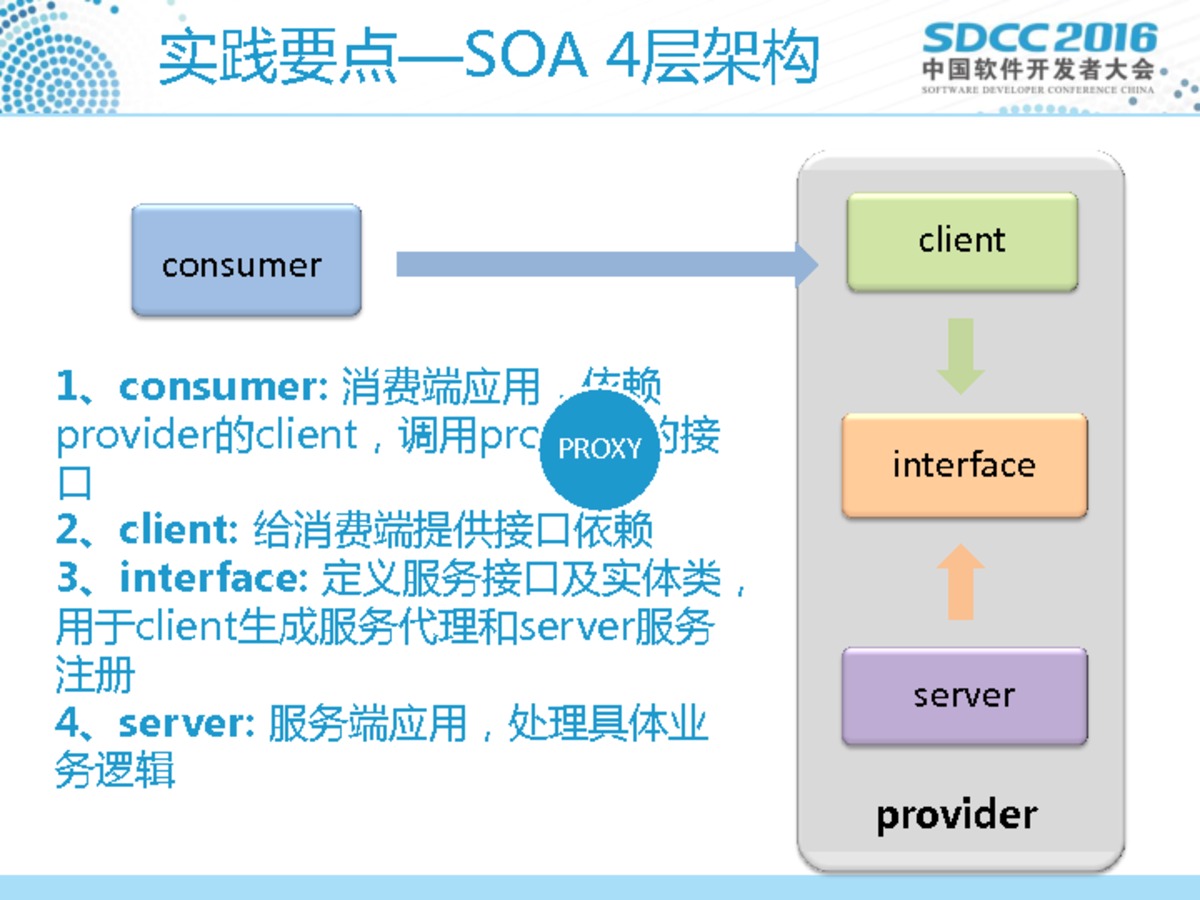 实践要点—SOA 4层架构
SDCC 2016
中国软件开发者大会
SOFTWARE DEVELOPER CONFERENCE CHINA
consumer
client
interface
server
provider
1、consumer: 消费端应用，依赖
provider的client，调用pro 的接
口
PROXY
2、client: 给消费端提供接口依赖
3、interface: 定义服务接口及实体类，
用于client生成服务代理和server服务
注册
4、server: 服务端应用，处理具体业
务逻辑